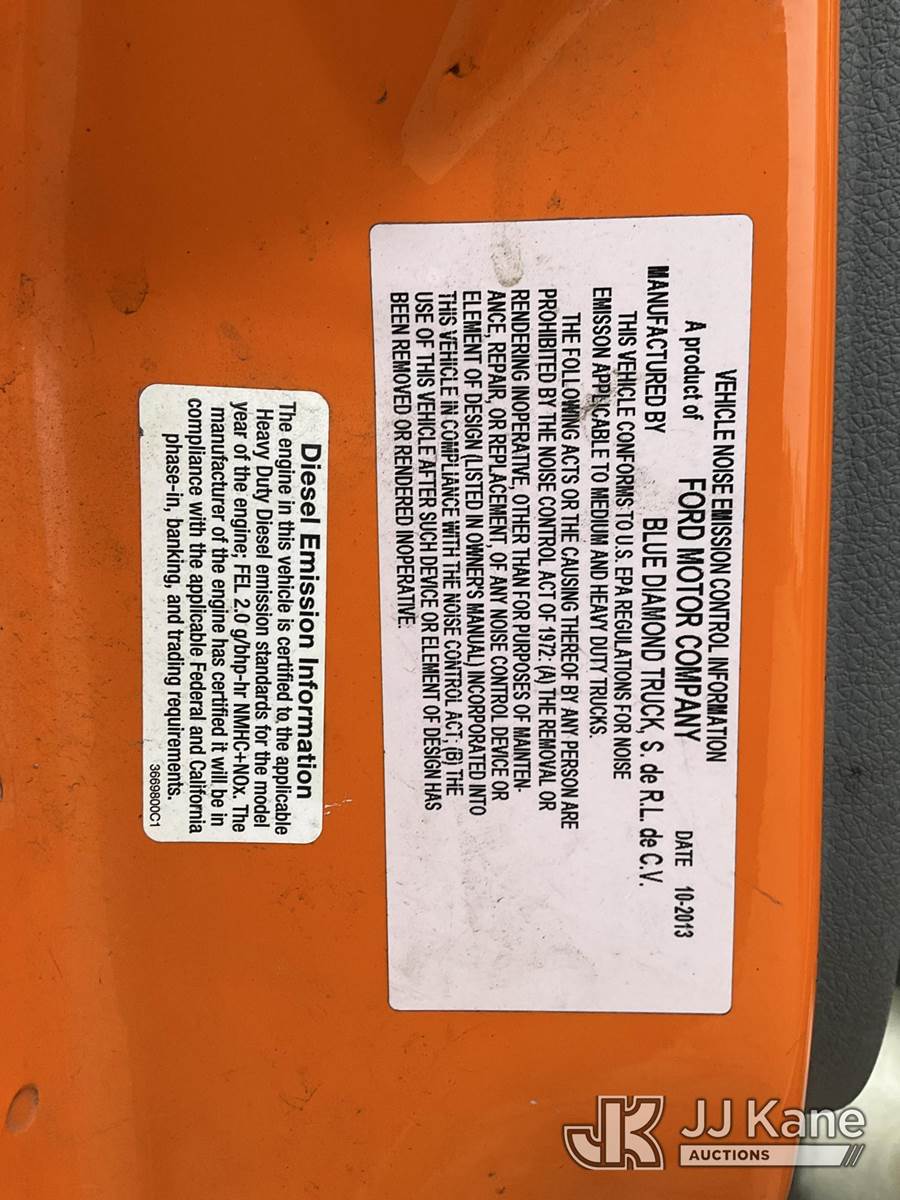 VEHICLE NOISE EMISSION CONTROL INFORMATION
A product of FORD MOTOR COMPANY DATE 10-2013
MANUFACTURED BY BLUE DIAMOND TRUCK, S. de R.L. de C.V.
THIS VEHICLE CONFORMS TO U.S. EPA REGULATIONS FOR NOISE
EMISSON APPLICABLE TO MEDIUM AND HEAVY DUTY TRUCKS.
THE FOLLOWING ACTS OR THE CAUSING THEREOF BY ANY PERSON ARE
PROHIBITED BY THE NOISE CONTROL ACT OF 1972: (A) THE REMOVAL OR
RENDERING INOPERATIVE, OTHER THAN FOR PURPOSES OF MAINTEN-
ANCE, REPAIR, OR REPLACEMENT, OF ANY NOISE CONTROL DEVICE OR
ELEMENT OF DESIGN (LISTED IN OWNER'S MANUAL) INCORPORATED INTO
THIS VEHICLE IN COMPLIANCE WITH THE NOISE CONTROL ACT; (B) THE
USE OF THIS VEHICLE AFTER SUCH DEVICE OR ELEMENT OF DESIGN HAS
BEEN REMOVED OR RENDERED INOPERATIVE.
Diesel Emission Information
The engine in this vehicle is certified to the applicable
Heavy Duty Diesel emission standards for the model
year of the engine; FEL 2.0 g/bhp-hr NMHC+NOx. The
manufacturer of the engine has certified it will be in
compliance with the applicable Federal and California
phase-in, banking, and trading requirements.
3669800C1
JK JJ Kane
AUCTIONS